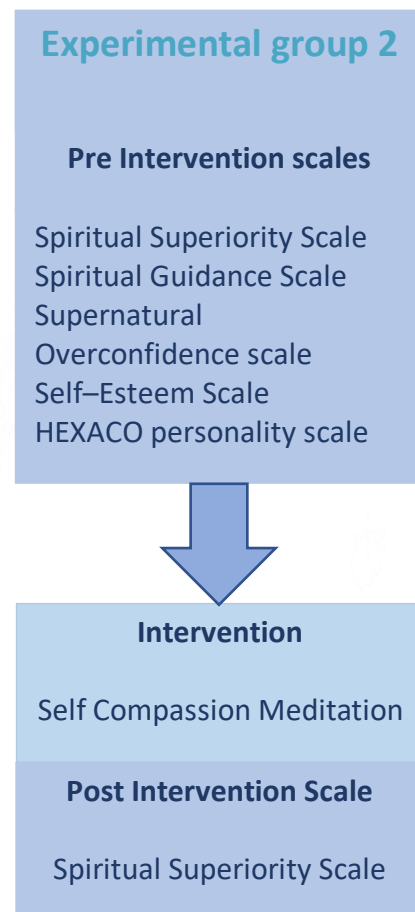 Experimental group 2
Pre Intervention scales
Spiritual Superiority Scale
Spiritual Guidance Scale
Supernatural
Overconfidence scale
Self–Esteem Scale
HEXACO personality scale
Intervention
Self Compassion Meditation
Post Intervention Scale
Spiritual Superiority Scale